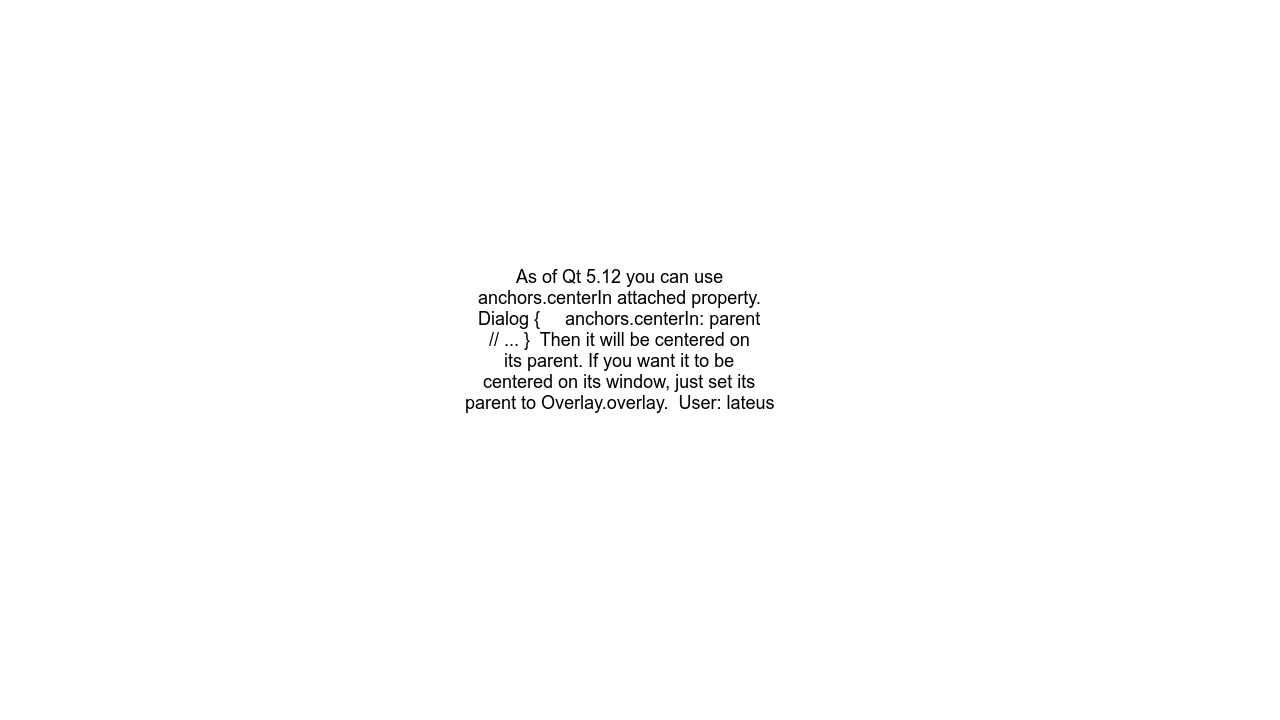 As of Qt 5.12 you can use
anchors.centerIn attached property.
Dialog {     anchors.centerIn: parent
// ... }  Then it will be centered on
its parent. If you want it to be
centered on its window, just set its
parent to Overlay.overlay.  User: lateus